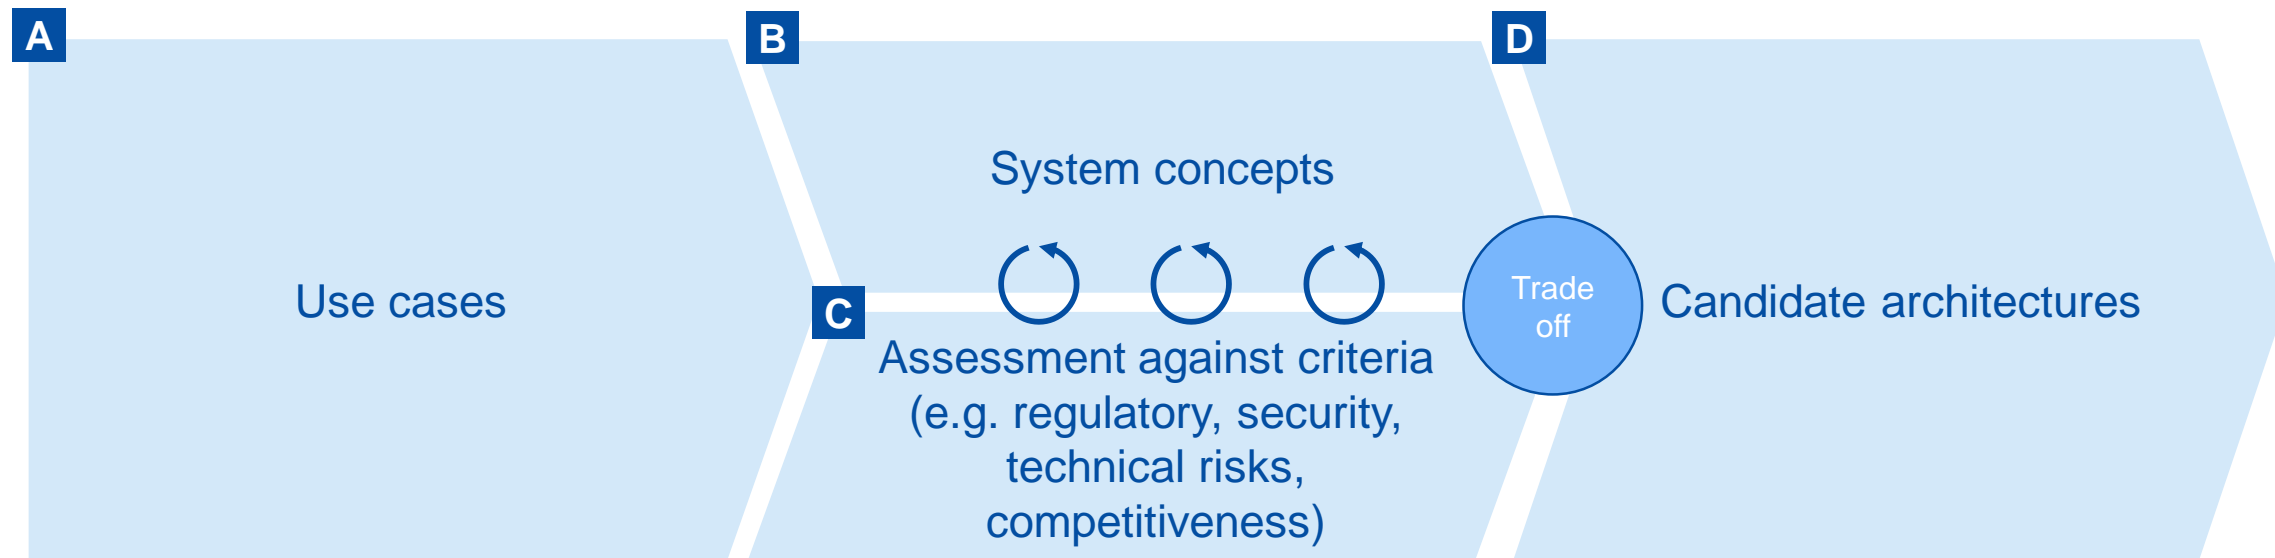 A
Use cases
B
System concepts
C
Assessment against criteria
(e.g. regulatory, security,
technical risks,
competitiveness)
Trade
off
D
Candidate architectures